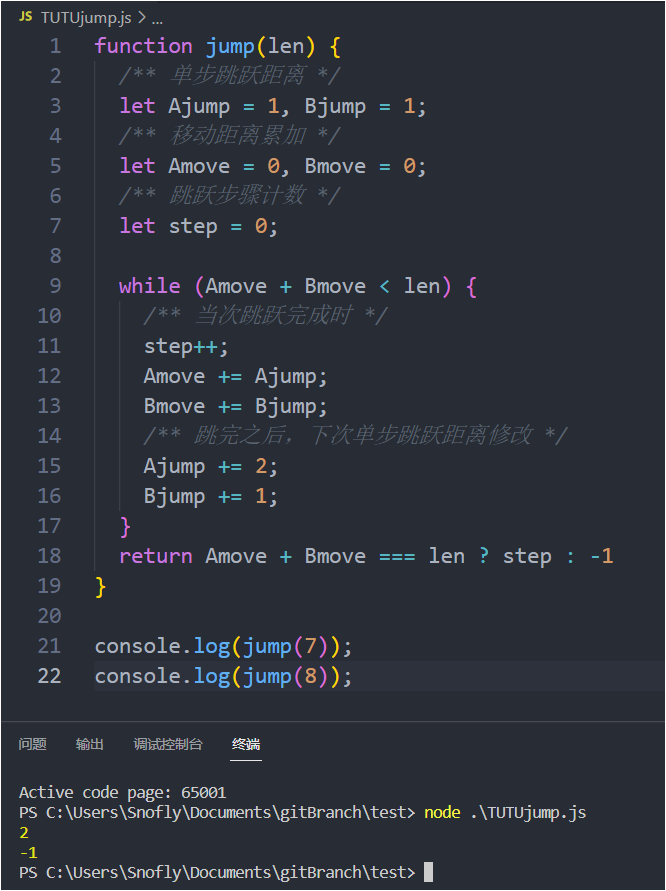 JS TUTUjump.js > ...
1 function jump(len) {
2 /** 单步跳跃距离 */
3 let Ajump = 1, Bjump = 1;
4 /** 移动距离累加 */
5 let Amove = 0, Bmove = 0;
6 /** 跳跃步骤计数 */
7 let step = 0;
8
9 while (Amove + Bmove < len) {
10 /** 当次跳跃完成时 */
11 step++;
12 Amove += Ajump;
13 Bmove += Bjump;
14 /** 跳完之后，下次单步跳跃距离修改 */
15 Ajump += 2;
16 Bjump += 1;
17 }
18 return Amove + Bmove === len ? step : -1
19 }
20
21 console.log(jump(7));
22 console.log(jump(8));
问题 输出 调试控制台 终端
Active code page: 65001
PS C:\Users\Snofly\Documents\gitBranch\test> node .\TUTUjump.js
2
-1
PS C:\Users\Snofly\Documents\gitBranch\test>